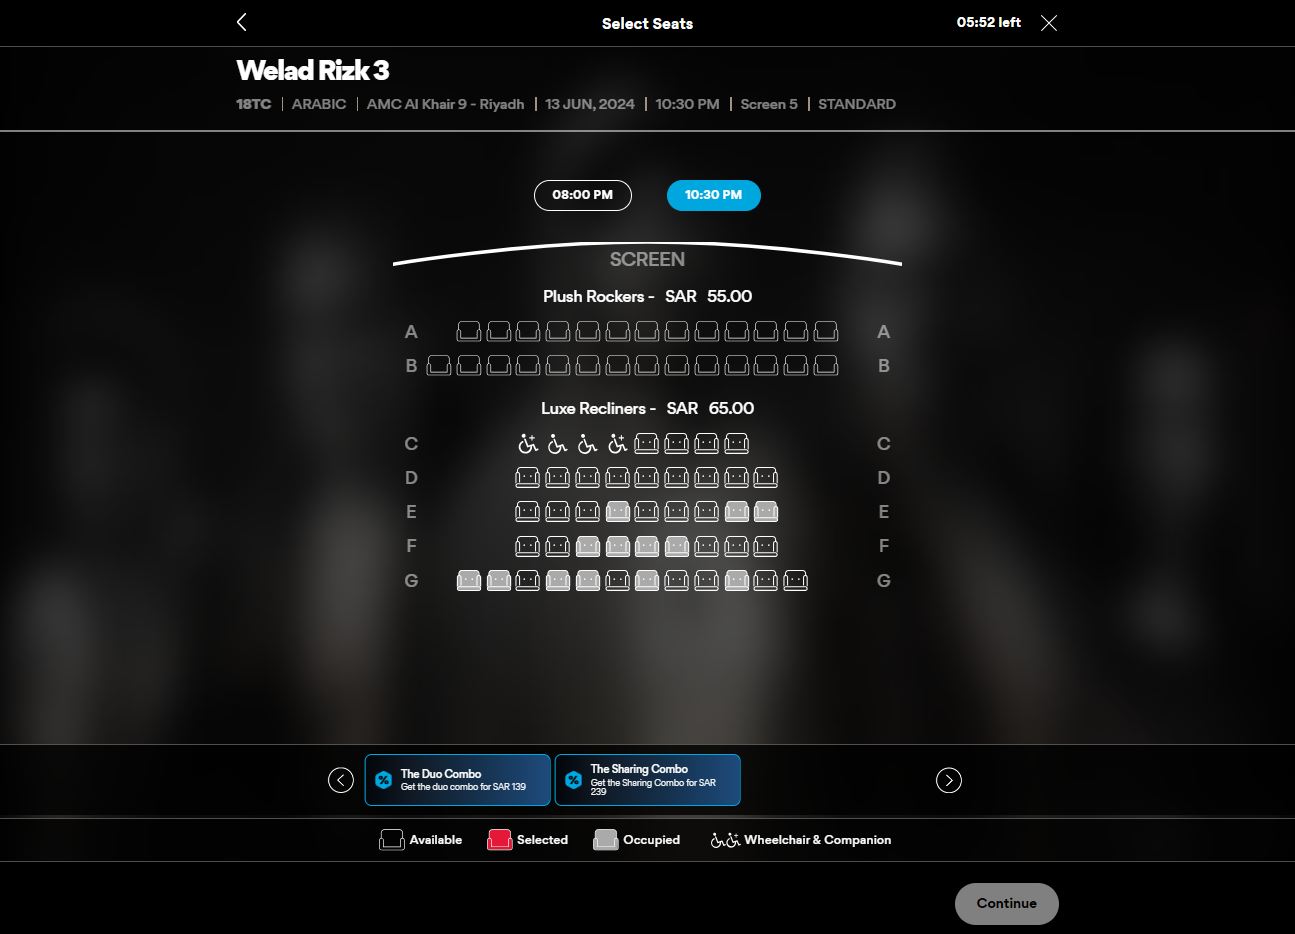 Select Seats
05:52 left
Welad Rizk 3
18TC | ARABIC | AMC Al Khair 9 - Riyadh | 13 JUN, 2024 | 10:30 PM | Screen 5 | STANDARD
08:00 PM 10:30 PM
SCREEN
Plush Rockers - SAR 55.00
A A
B B
Luxe Recliners - SAR 65.00
C C
D D
E E
F F
G G
The Duo Combo
Get the duo combo for SAR 139
The Sharing Combo
Get the Sharing Combo for SAR
239
Available Selected Occupied Wheelchair & Companion
Continue